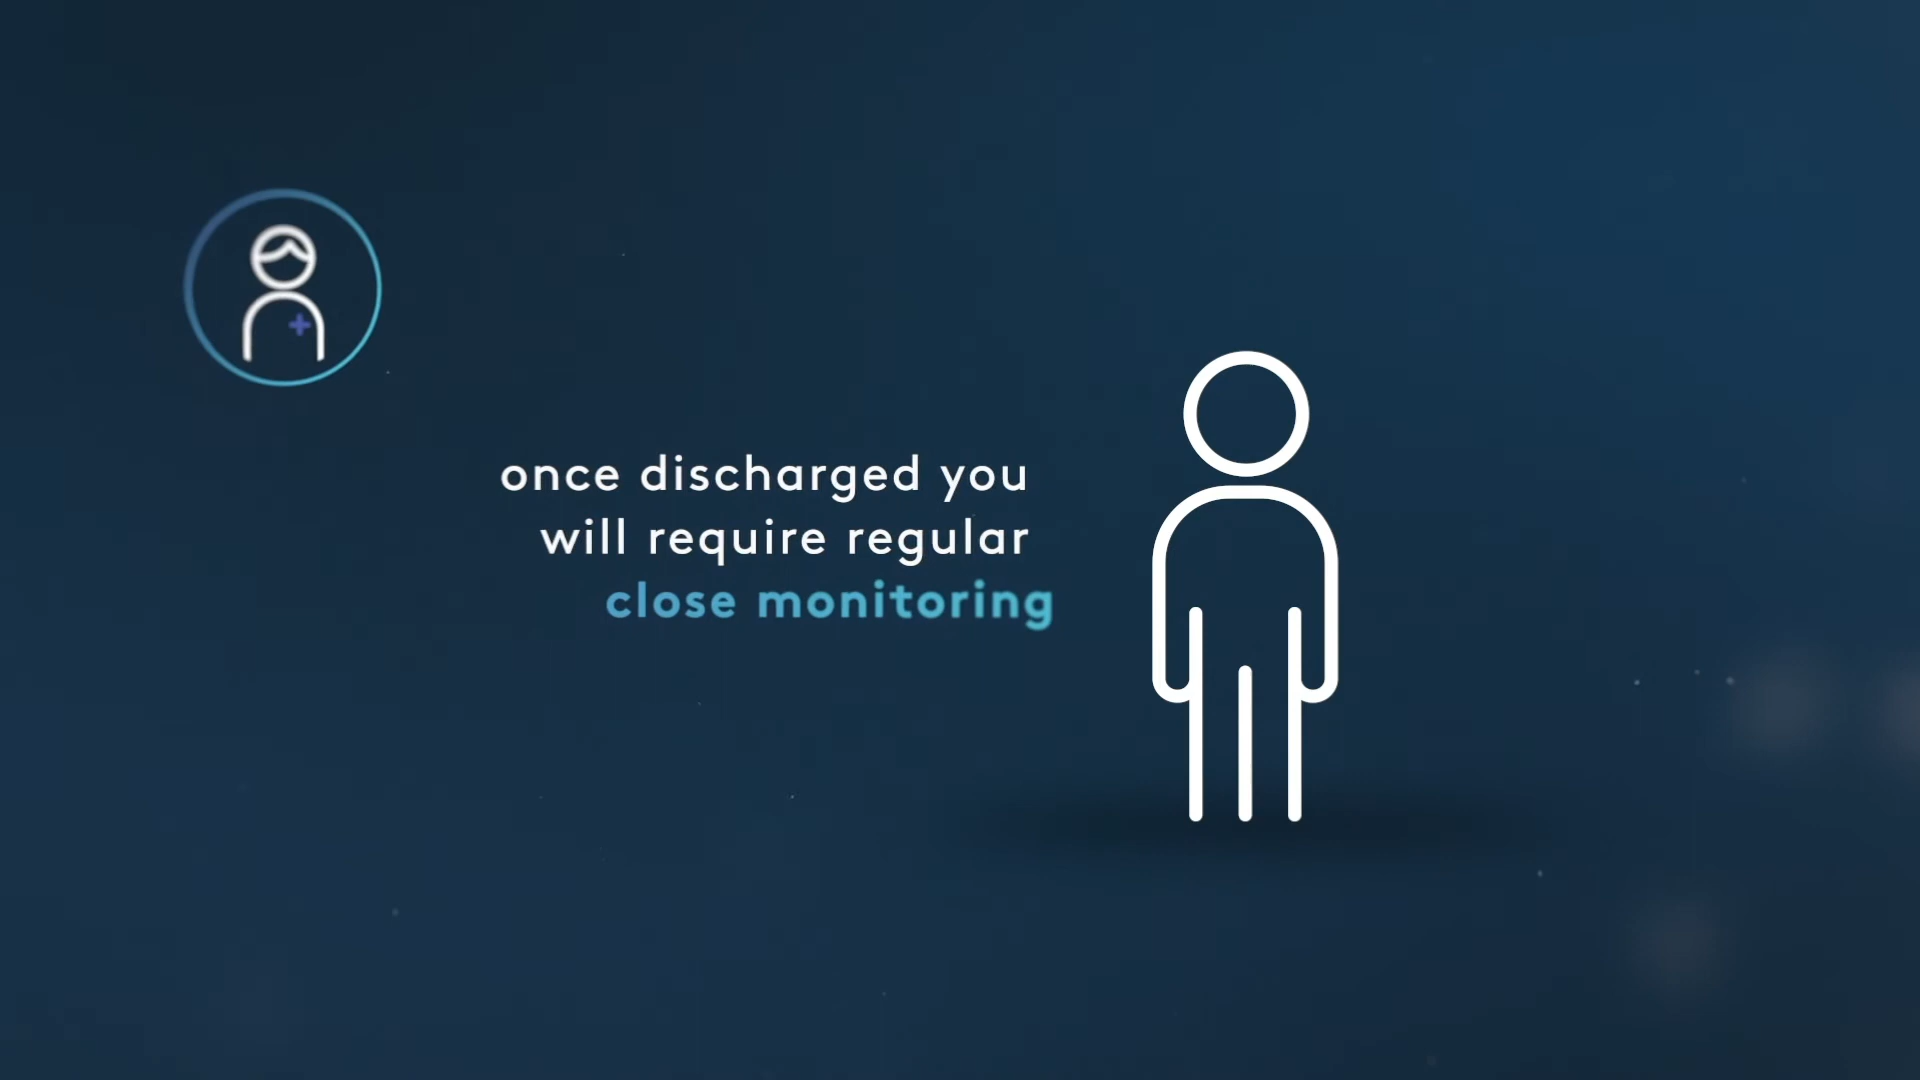 once discharged you
will require regular
close monitoring